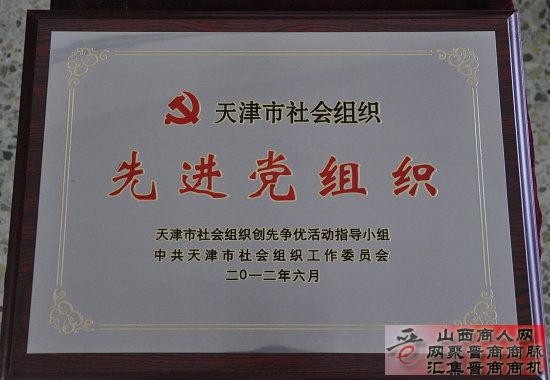 天津市社会组织
先进党组织
天津市社会组织创先争优活动指导小组
中共天津市社会组织工作委员会
二〇一二年六月
晋
山西商人网
网聚晋商商脉
汇集晋商商机